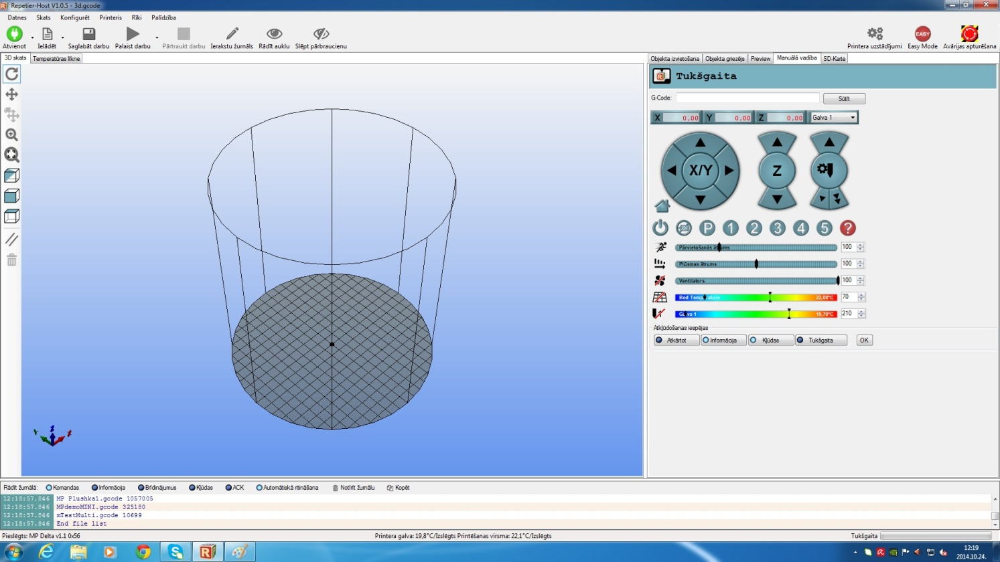 Repetier-Host V1.0.5 - 3d.gcode
Datnes Skats Konfigurēt Printeris Rīki Palīdzība
Atvienot Ielādēt Saglabāt darbu Palaist darbu Pārtraukt darbu Ierakstu žurnāls Rādīt auklu Slēpt pārbraucienu Printera uzstādījumi EASY Easy Mode Avārijas apturēšana
3D skats Temperatūras līkne
Objekta izvietošana Objekta griezējs Preview Manuālā vadība SD-Karte
Tukšgaita
G-Code: Sūtīt
X 0,00 Y 0,00 Z 0,00 Galva 1
X/Y Z
P 1 2 3 4 5 ?
Pārvietošanās ātrums 100
Plūsmas ātrums 100
Ventilators 100
Bed Temperature 22,08°C 70
Galva 1 19,78°C 210
Atkļūdošanas iespējas
Atkārtot Informācija Kļūdas Tukšgaita OK
Y Z X
Rādīt žurnālā: Komandas Informācija Brīdinājumus Kļūdas ACK Automātiskā ritināšana Notīrīt žurnālu Kopēt
12:18:57.846 MP Plushka1.gcode 1057005
12:18:57.846 MPdemoMINI.gcode 325180
12:18:57.846 mTestMulti.gcode 10699
12:18:57.846 End file list
Pieslēgts: MP Delta v1.1 0x56 Printera galva: 19,8°C/Izslēgts Printēšanas virsma: 22,1°C/Izslēgts Tukšgaita
12:19
2014.10.24.